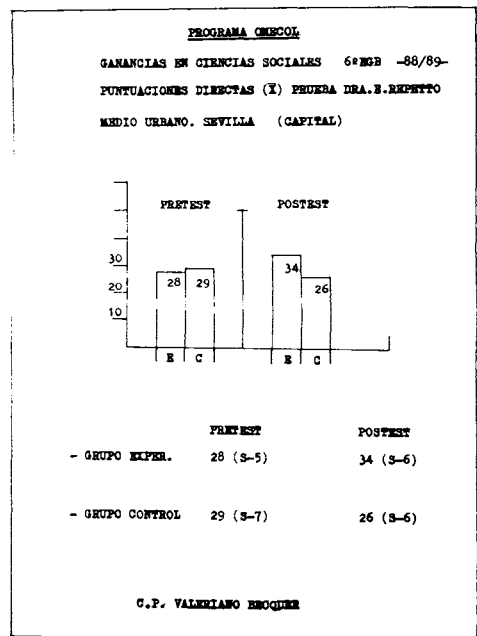 PROGRAMA OMECOL
GANANCIAS EN CIENCIAS SOCIALES 6º EGB -88/89-
PUNTUACIONES DIRECTAS (X̅) PRUEBA DRA.E.REPETTO
MEDIO URBANO. SEVILLA (CAPITAL)
PRETEST POSTEST
30
20
10
28 29 34 26
E C E C
PRETEST POSTEST
- GRUPO EXPER. 28 (S-5) 34 (S-6)
- GRUPO CONTROL 29 (S-7) 26 (S-6)
C.P. VALERIANO BECQUER